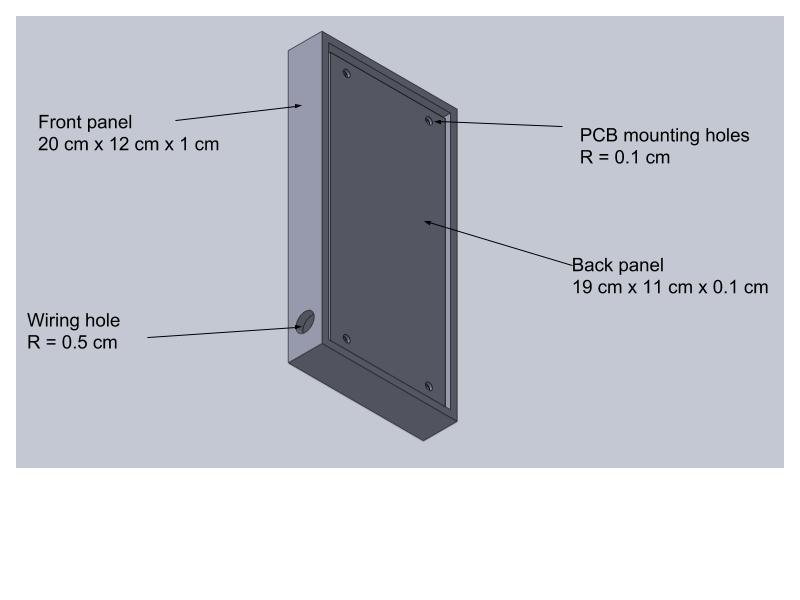 Front panel
20 cm x 12 cm x 1 cm
PCB mounting holes
R = 0.1 cm
Back panel
19 cm x 11 cm x 0.1 cm
Wiring hole
R = 0.5 cm